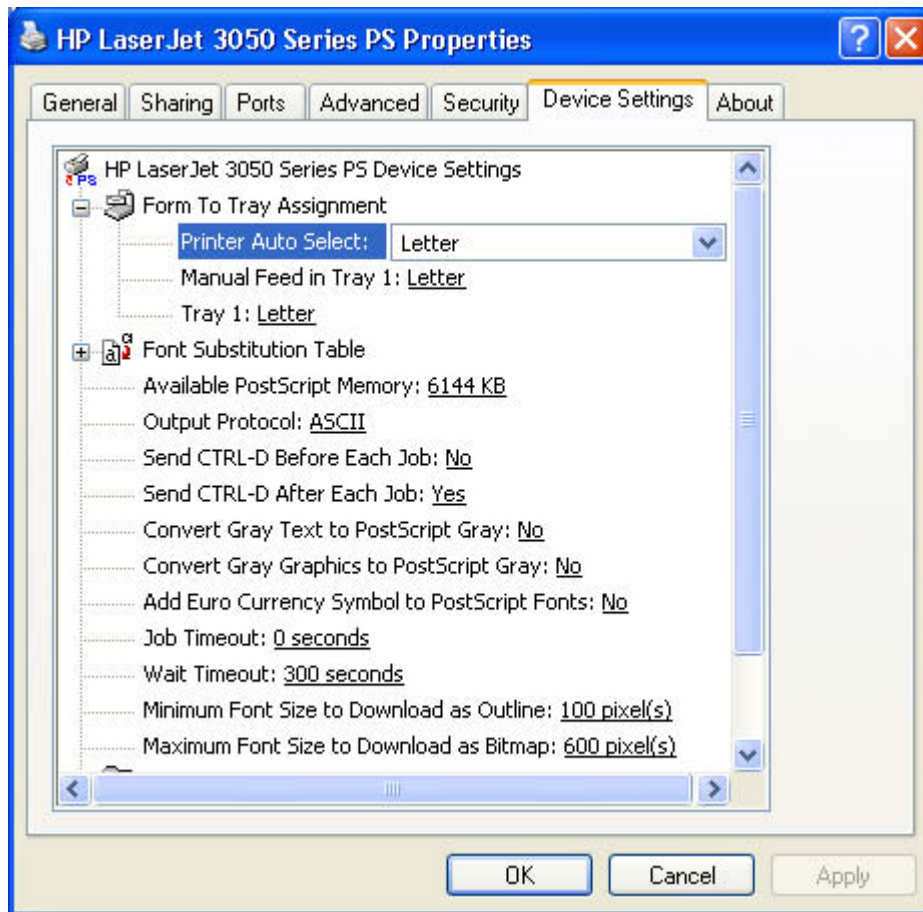 HP LaserJet 3050 Series PS Properties
General Sharing Ports Advanced Security Device Settings About
HP LaserJet 3050 Series PS Device Settings
Form To Tray Assignment
Printer Auto Select: Letter
Manual Feed in Tray 1: Letter
Tray 1: Letter
Font Substitution Table
Available PostScript Memory: 6144 KB
Output Protocol: ASCII
Send CTRL-D Before Each Job: No
Send CTRL-D After Each Job: Yes
Convert Gray Text to PostScript Gray: No
Convert Gray Graphics to PostScript Gray: No
Add Euro Currency Symbol to PostScript Fonts: No
Job Timeout: 0 seconds
Wait Timeout: 300 seconds
Minimum Font Size to Download as Outline: 100 pixel(s)
Maximum Font Size to Download as Bitmap: 600 pixel(s)
OK Cancel Apply